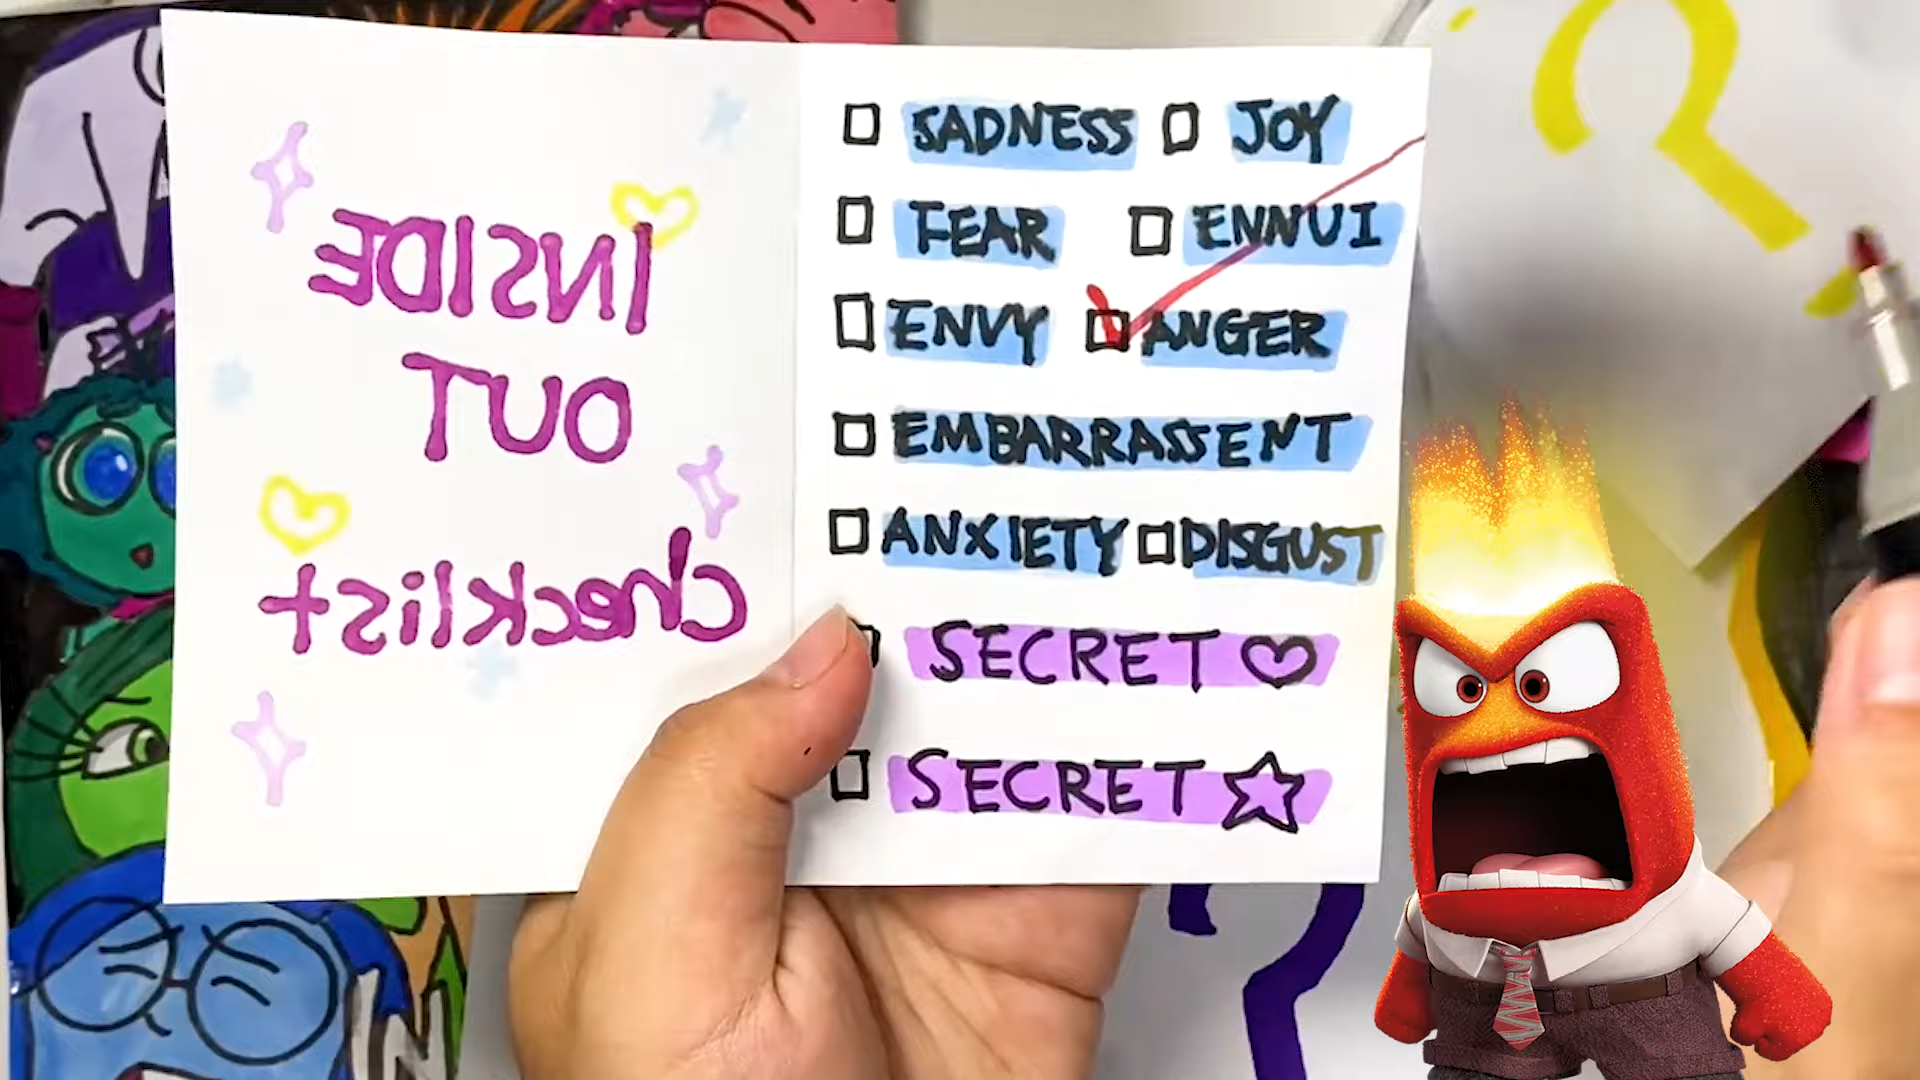 INSIDE
OUT
checklist
SADNESS JOY
FEAR ENNUI
ENVY ANGER
EMBARRASSENT
ANXIETY DISGUST
SECRET ♡
SECRET ☆